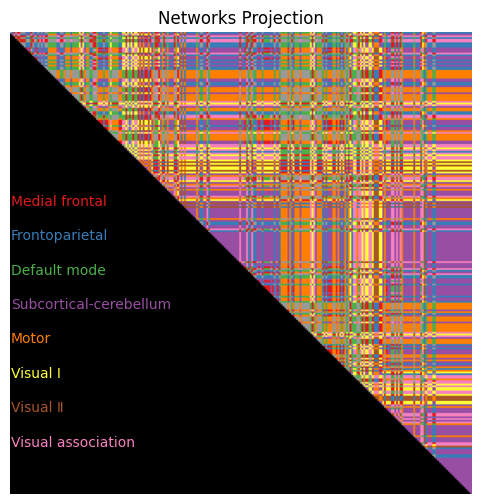 Networks Projection
Medial frontal
Frontoparietal
Default mode
Subcortical-cerebellum
Motor
Visual I
Visual II
Visual association